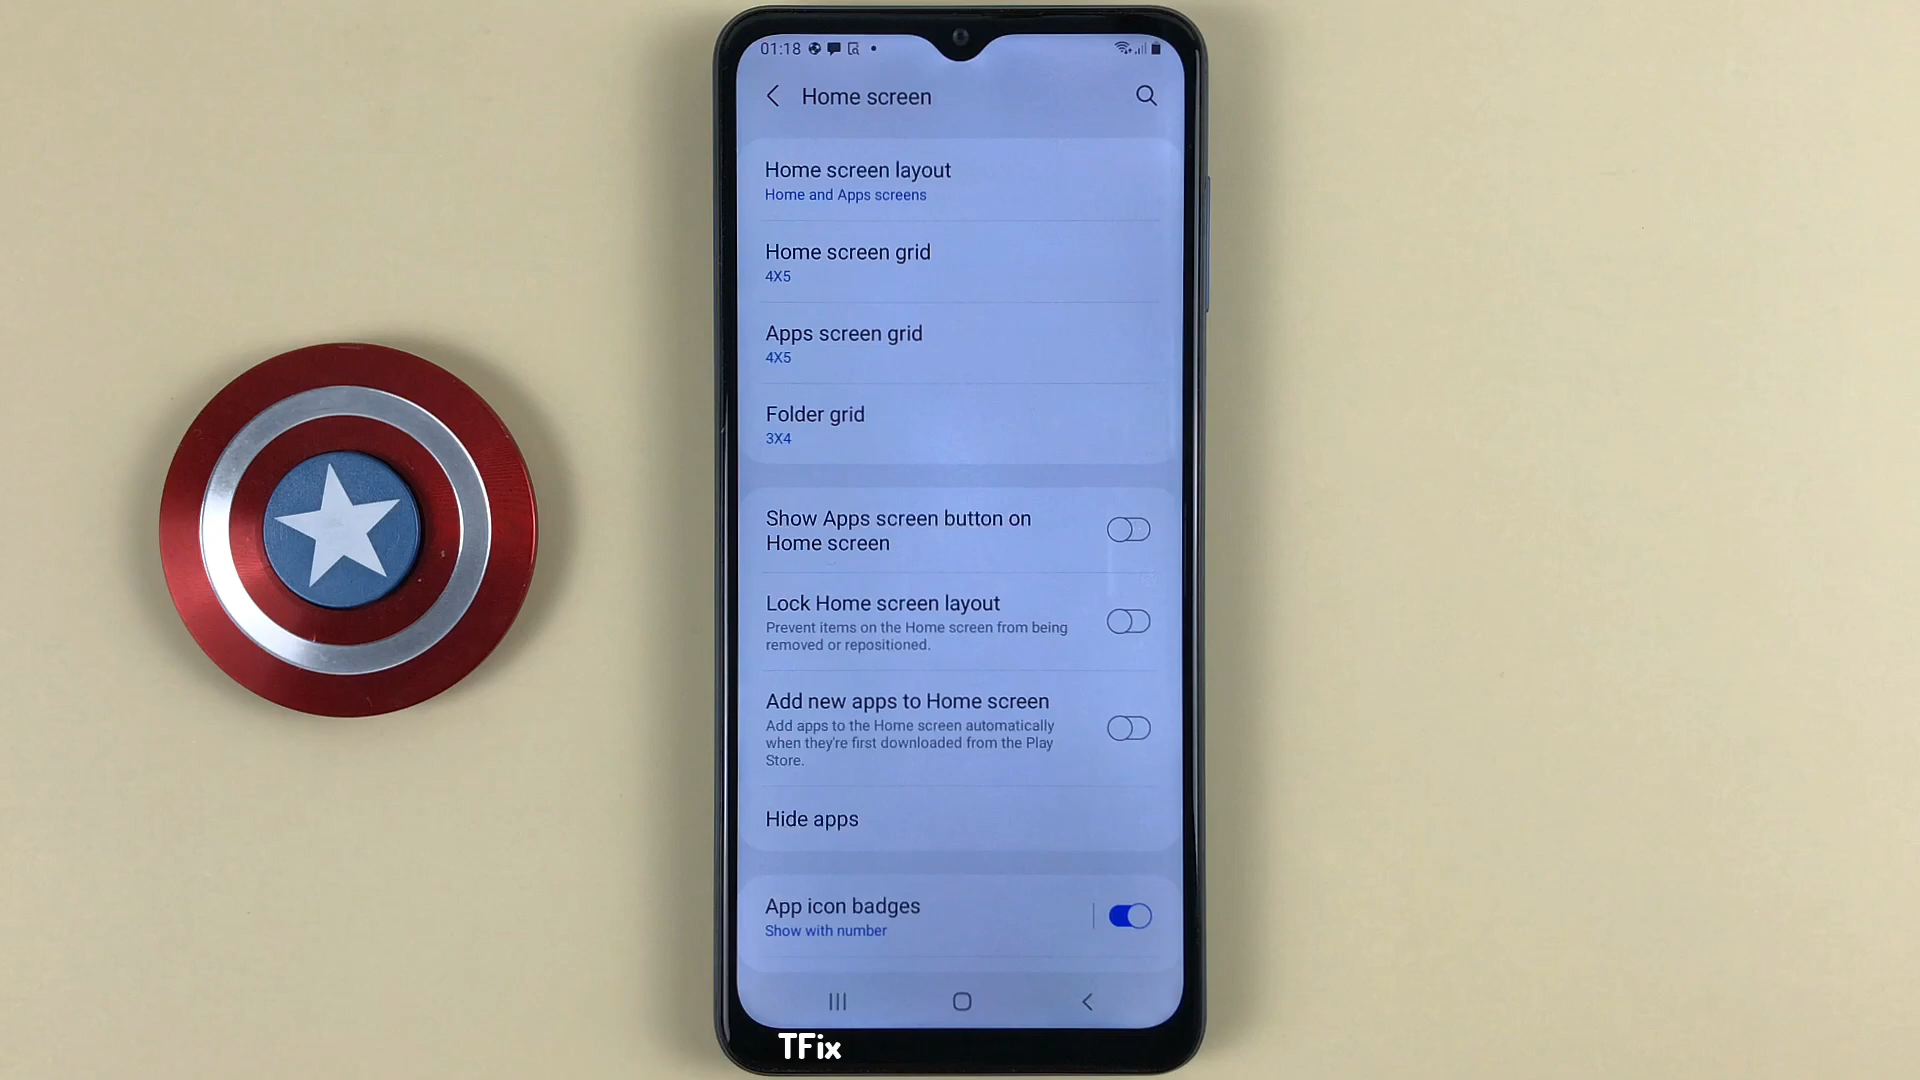 01:18
Home screen
Home screen layout
Home and Apps screens
Home screen grid
4X5
Apps screen grid
4X5
Folder grid
3X4
Show Apps screen button on
Home screen
Lock Home screen layout
Prevent items on the Home screen from being
removed or repositioned.
Add new apps to Home screen
Add apps to the Home screen automatically
when they're first downloaded from the Play
Store.
Hide apps
App icon badges
Show with number
TFix